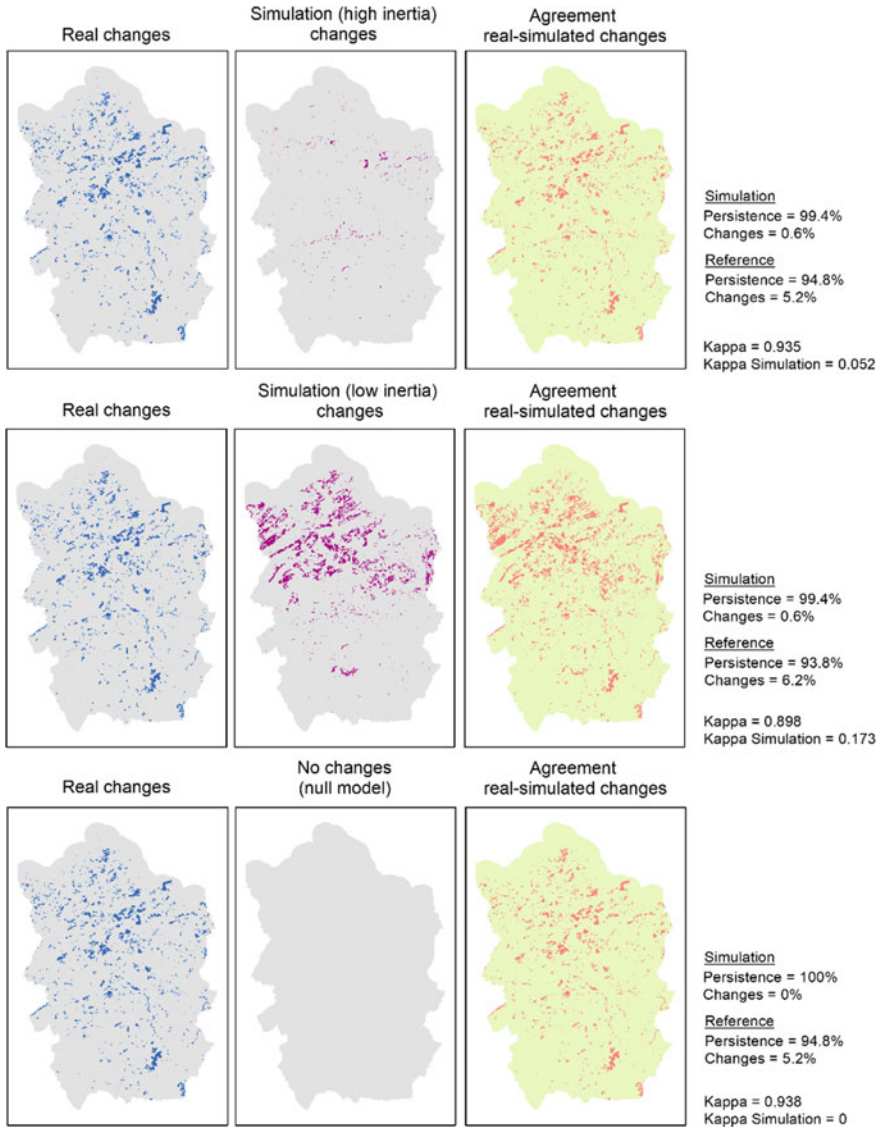 Real changes
Simulation (high inertia)
changes
Agreement
real-simulated changes
Simulation
Persistence = 99.4%
Changes = 0.6%
Reference
Persistence = 94.8%
Changes = 5.2%
Kappa = 0.935
Kappa Simulation = 0.052
Real changes
Simulation (low inertia)
changes
Agreement
real-simulated changes
Simulation
Persistence = 99.4%
Changes = 0.6%
Reference
Persistence = 93.8%
Changes = 6.2%
Kappa = 0.898
Kappa Simulation = 0.173
Real changes
No changes
(null model)
Agreement
real-simulated changes
Simulation
Persistence = 100%
Changes = 0%
Reference
Persistence = 94.8%
Changes = 5.2%
Kappa = 0.938
Kappa Simulation = 0